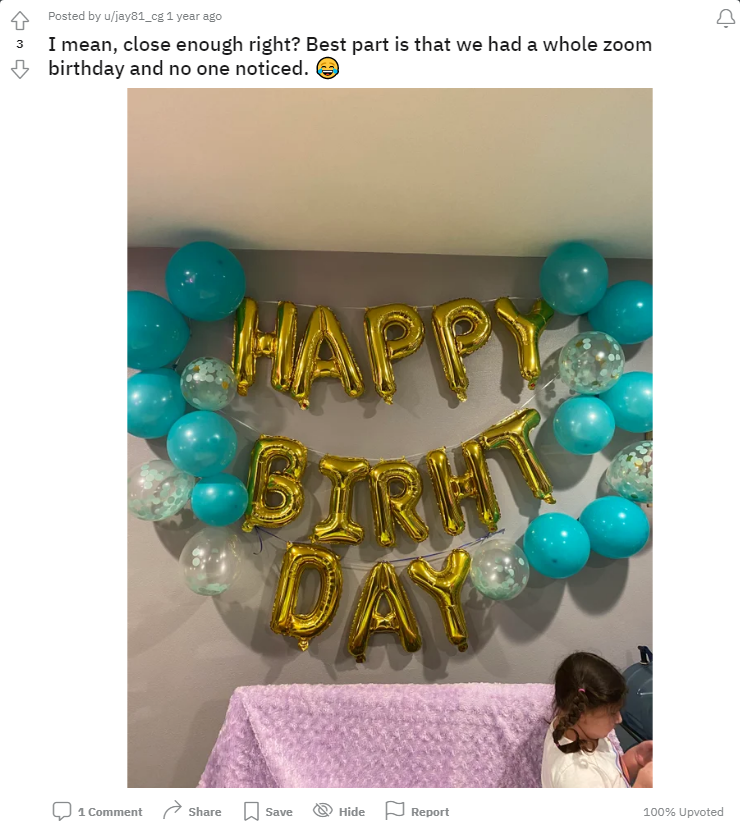 Posted by u/jay81_cg 1 year ago
3
I mean, close enough right? Best part is that we had a whole zoom
birthday and no one noticed. 😂
HAPPY
BIRHT
DAY
1 Comment Share Save Hide Report 100% Upvoted